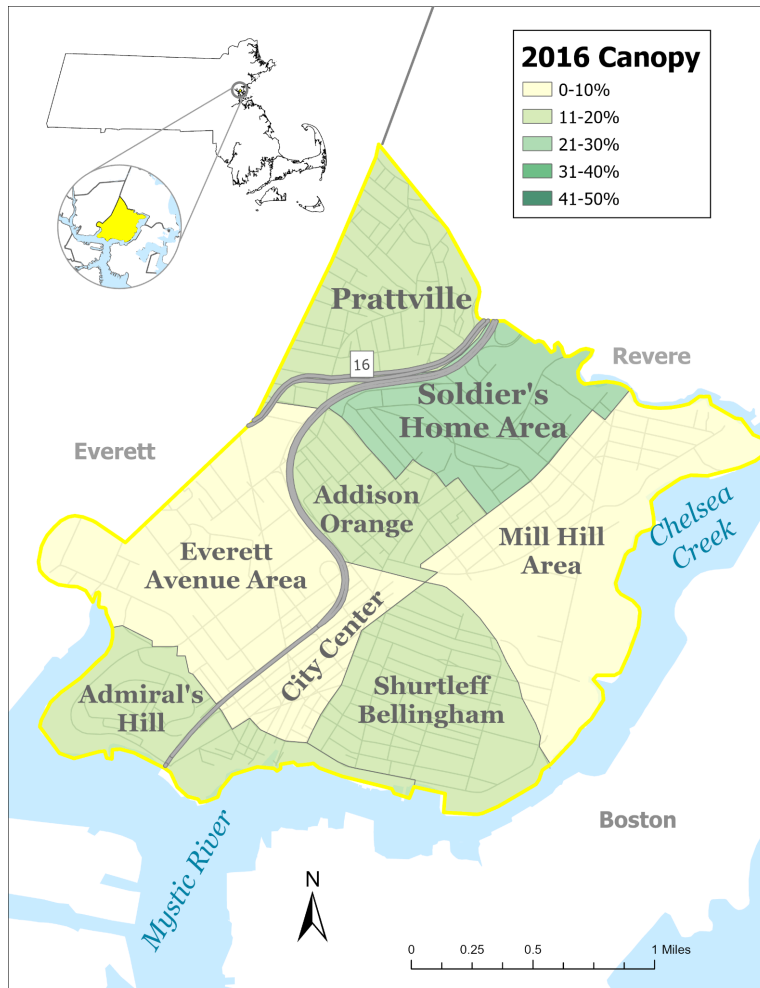 2016 Canopy
0-10%
11-20%
21-30%
31-40%
41-50%
Prattville
16
Revere
Soldier's
Home Area
Everett
Addison
Orange
Chelsea
Creek
Mill Hill
Area
Everett
Avenue Area
City Center
Admiral's
Hill
Shurtleff
Bellingham
Boston
Mystic River
N
0 0.25 0.5 1 Miles